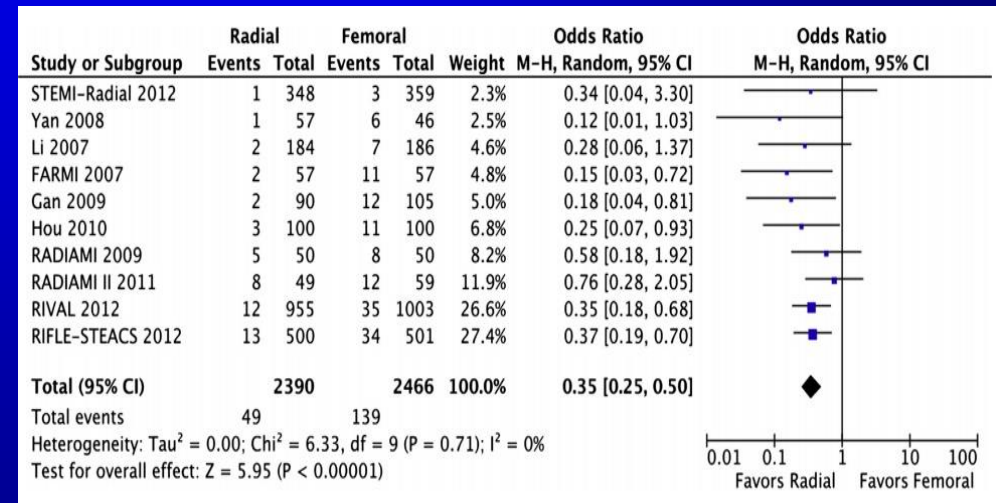 Radial Femoral Odds Ratio Odds Ratio
Study or Subgroup Events Total Events Total Weight M-H, Random, 95% CI M-H, Random, 95% CI
STEMI-Radial 2012 1 348 3 359 2.3% 0.34 [0.04, 3.30]
Yan 2008 1 57 6 46 2.5% 0.12 [0.01, 1.03]
Li 2007 2 184 7 186 4.6% 0.28 [0.06, 1.37]
FARMI 2007 2 57 11 57 4.8% 0.15 [0.03, 0.72]
Gan 2009 2 90 12 105 5.0% 0.18 [0.04, 0.81]
Hou 2010 3 100 11 100 6.8% 0.25 [0.07, 0.93]
RADIAMI 2009 5 50 8 50 8.2% 0.58 [0.18, 1.92]
RADIAMI II 2011 8 49 12 59 11.9% 0.76 [0.28, 2.05]
RIVAL 2012 12 955 35 1003 26.6% 0.35 [0.18, 0.68]
RIFLE-STEACS 2012 13 500 34 501 27.4% 0.37 [0.19, 0.70]
Total (95% CI) 2390 2466 100.0% 0.35 [0.25, 0.50]
Total events 49 139
Heterogeneity: Tau² = 0.00; Chi² = 6.33, df = 9 (P = 0.71); I² = 0%
Test for overall effect: Z = 5.95 (P < 0.00001)
0.01 0.1 1 10 100
Favors Radial Favors Femoral